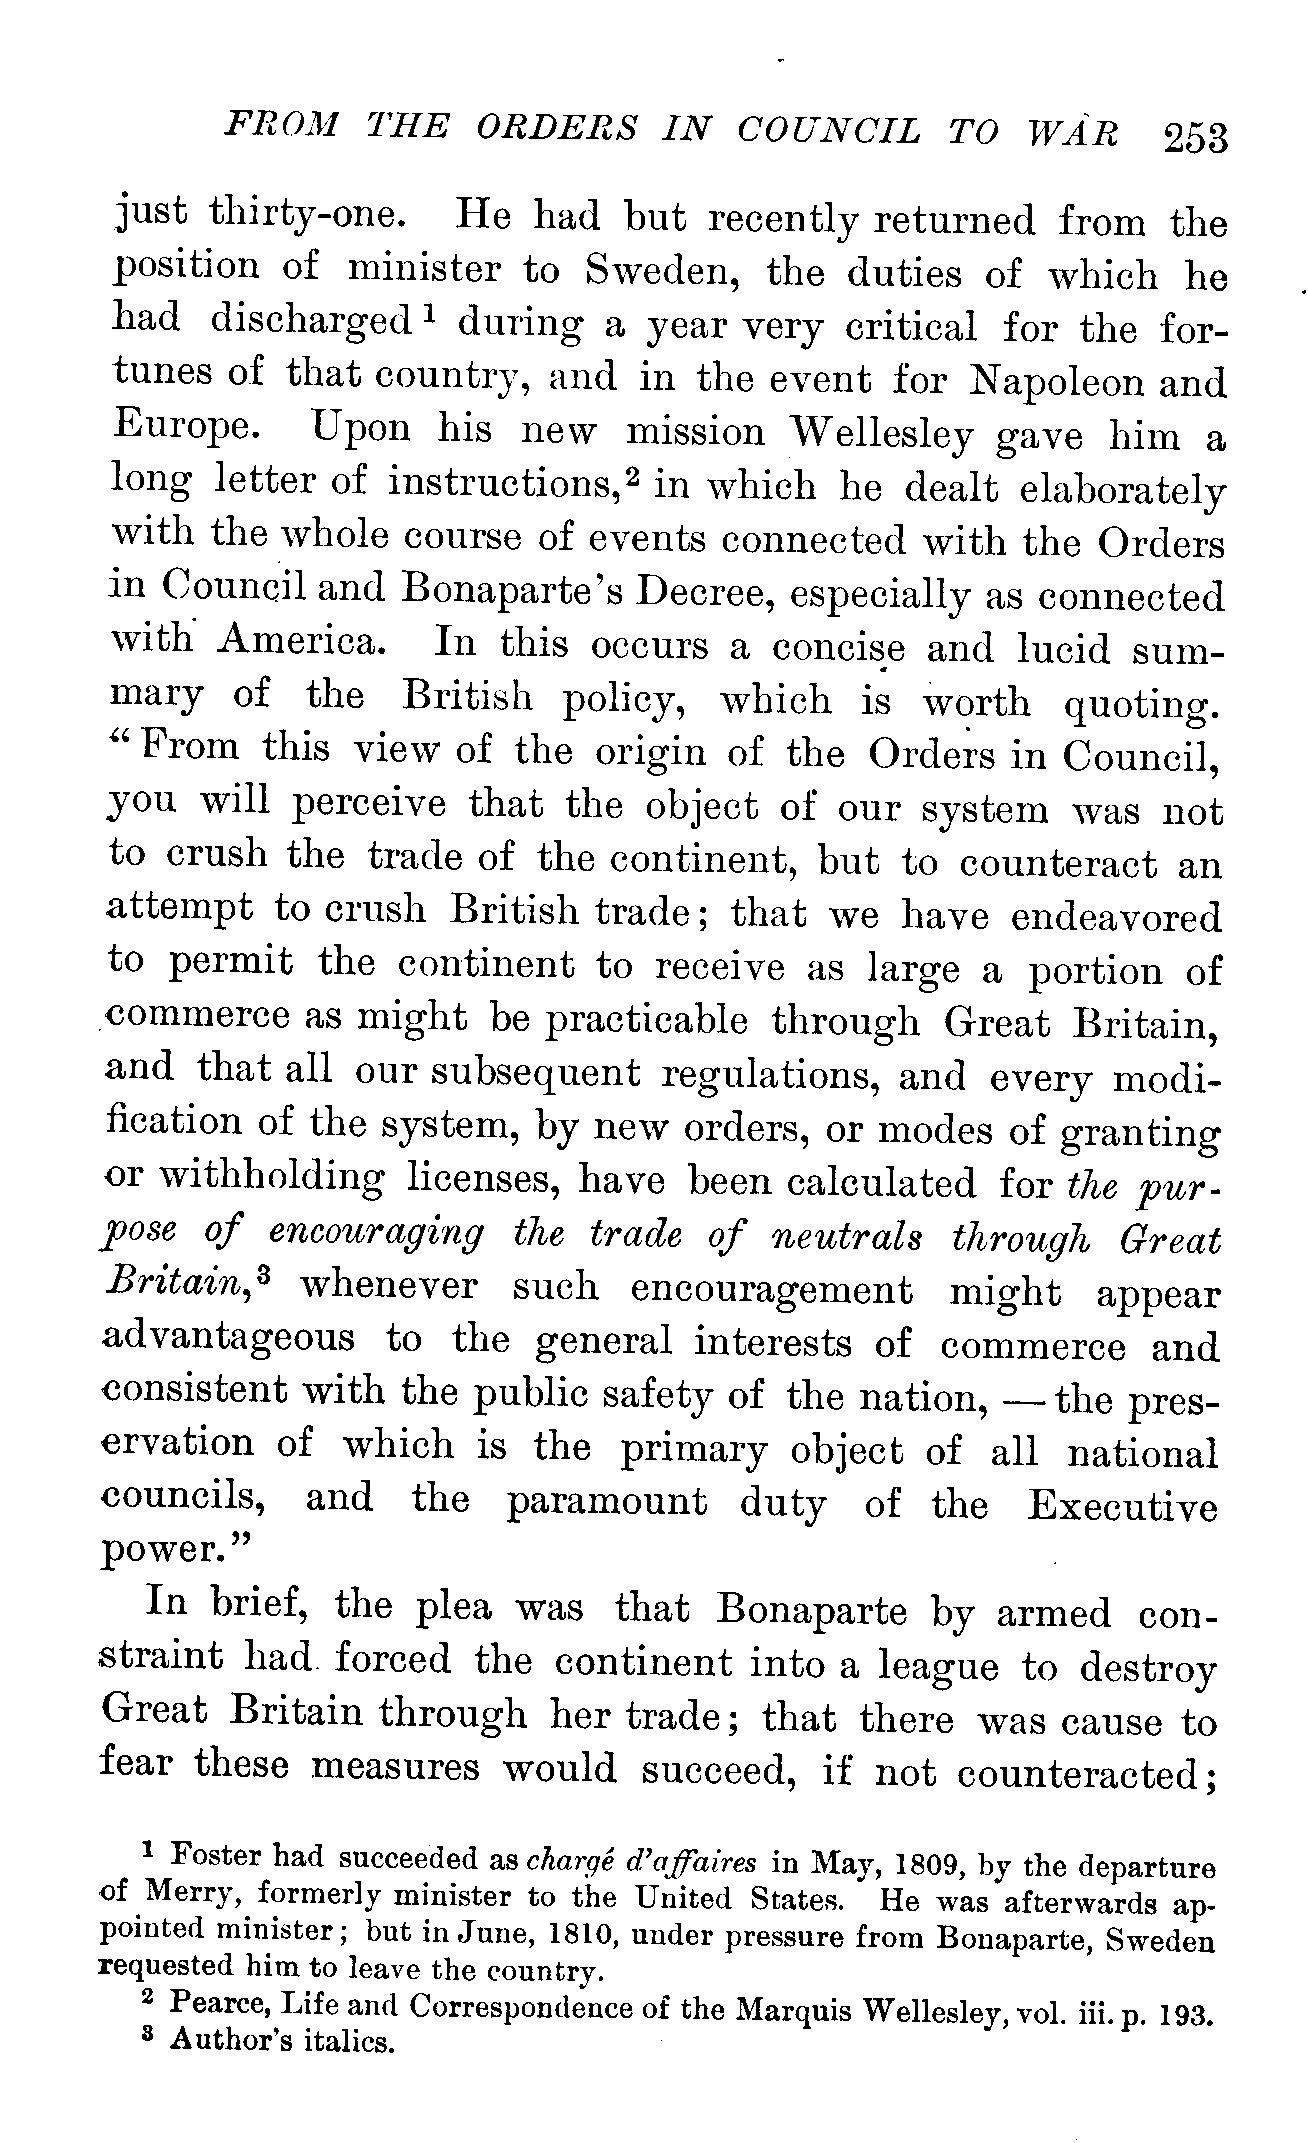 FROM THE ORDERS IN COUNCIL TO WAR 253
just thirty-one. He had but recently returned from the
position of minister to Sweden, the duties of which he
had discharged¹ during a year very critical for the for-
tunes of that country, and in the event for Napoleon and
Europe. Upon his new mission Wellesley gave him a
long letter of instructions,² in which he dealt elaborately
with the whole course of events connected with the Orders
in Council and Bonaparte's Decree, especially as connected
with America. In this occurs a concise and lucid sum-
mary of the British policy, which is worth quoting.
"From this view of the origin of the Orders in Council,
you will perceive that the object of our system was not
to crush the trade of the continent, but to counteract an
attempt to crush British trade; that we have endeavored
to permit the continent to receive as large a portion of
commerce as might be practicable through Great Britain,
and that all our subsequent regulations, and every modi-
fication of the system, by new orders, or modes of granting
or withholding licenses, have been calculated for the pur-
pose of encouraging the trade of neutrals through Great
Britain,³ whenever such encouragement might appear
advantageous to the general interests of commerce and
consistent with the public safety of the nation, — the pres-
ervation of which is the primary object of all national
councils, and the paramount duty of the Executive
power."
In brief, the plea was that Bonaparte by armed con-
straint had forced the continent into a league to destroy
Great Britain through her trade; that there was cause to
fear these measures would succeed, if not counteracted;
¹ Foster had succeeded as chargé d'affaires in May, 1809, by the departure
of Merry, formerly minister to the United States. He was afterwards ap-
pointed minister; but in June, 1810, under pressure from Bonaparte, Sweden
requested him to leave the country.
² Pearce, Life and Correspondence of the Marquis Wellesley, vol. iii. p. 193.
³ Author's italics.